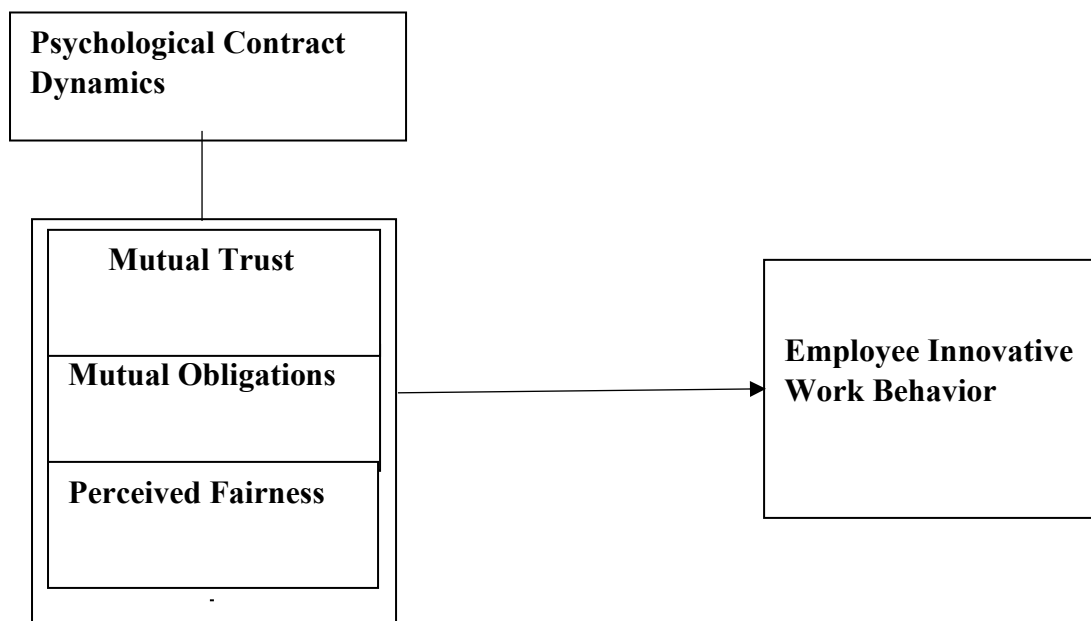 Psychological Contract
Dynamics
Mutual Trust
Mutual Obligations
Perceived Fairness
-
Employee Innovative
Work Behavior